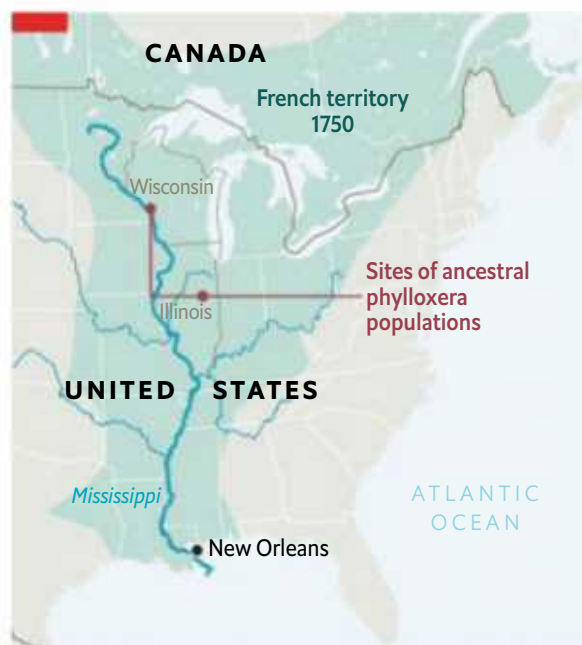 CANADA
French territory
1750
Wisconsin
Sites of ancestral
phylloxera
populations
Illinois
UNITED STATES
Mississippi
ATLANTIC
OCEAN
New Orleans